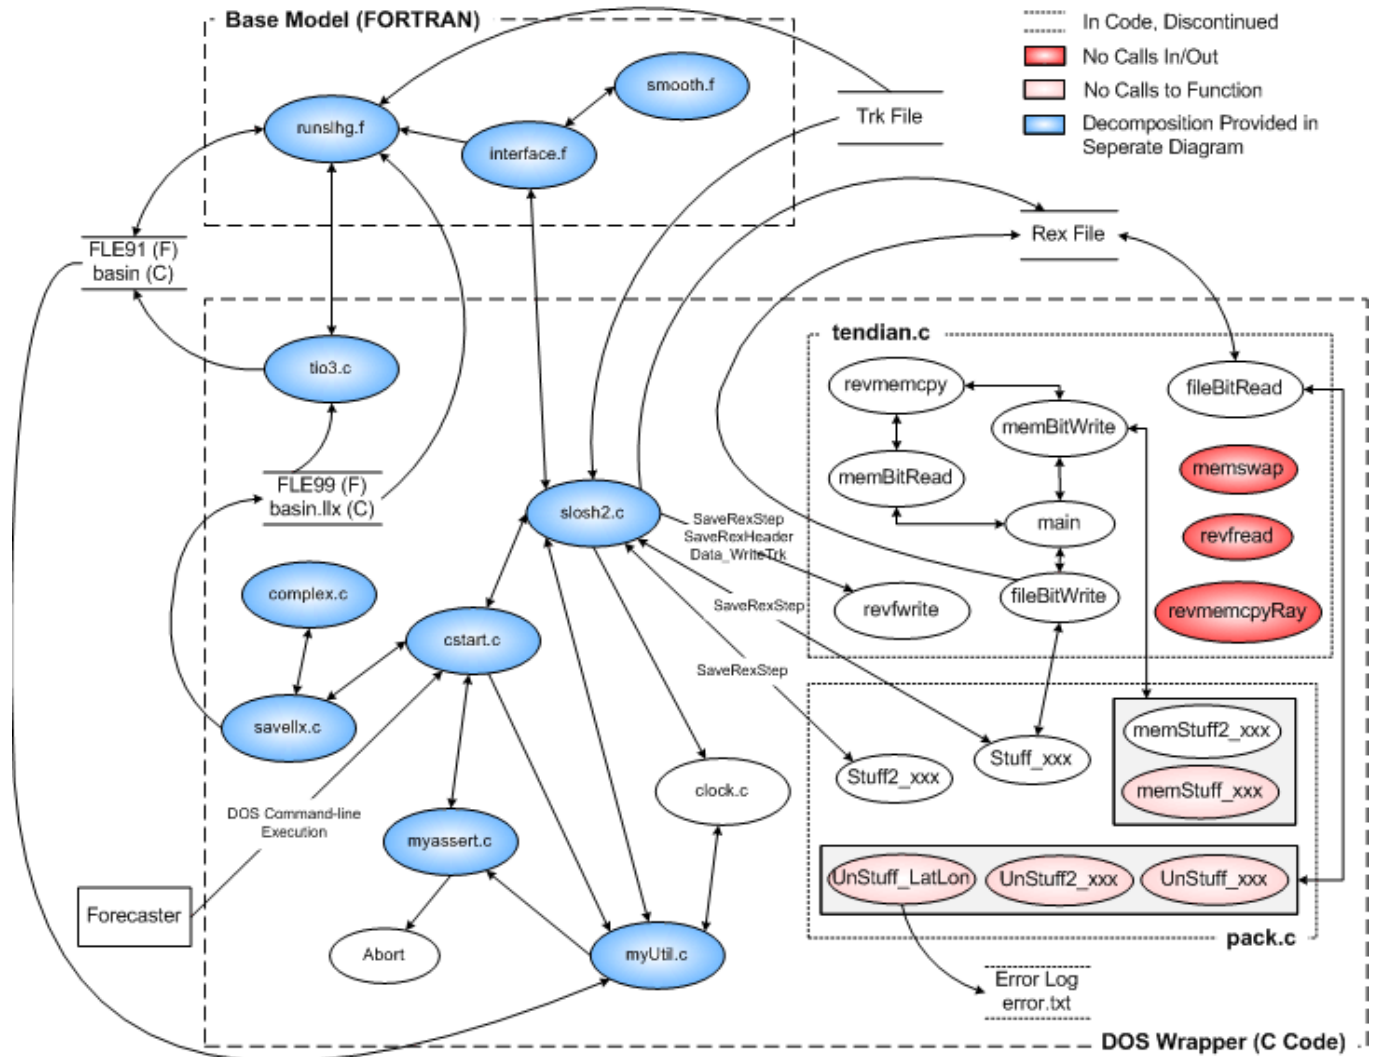 Base Model (FORTRAN)
In Code, Discontinued
No Calls In/Out
No Calls to Function
Decomposition Provided in
Seperate Diagram
smooth.f
runslhg.f
interface.f
Trk File
Rex File
FLE91 (F)
basin (C)
tendian.c
tio3.c
revmemcpy
fileBitRead
memBitWrite
memswap
memBitRead
FLE99 (F)
basin.llx (C)
slosh2.c
SaveRexStep
SaveRexHeader
Data_WriteTrk
main
revfread
complex.c
SaveRexStep
revfwrite
fileBitWrite
revmemcpyRay
cstart.c
SaveRexStep
savellx.c
memStuff2_xxx
Stuff_xxx
Stuff2_xxx
clock.c
memStuff_xxx
DOS Command-line
Execution
myassert.c
UnStuff_LatLon
UnStuff2_xxx
UnStuff_xxx
Forecaster
Abort
myUtil.c
pack.c
Error Log
error.txt
DOS Wrapper (C Code)